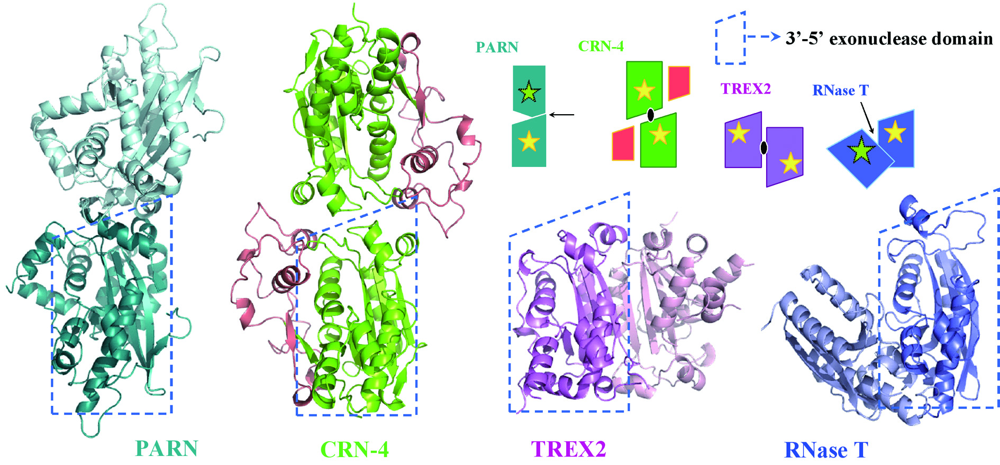 3’-5’ exonuclease domain
PARN
CRN-4
TREX2
RNase T
PARN
CRN-4
TREX2
RNase T